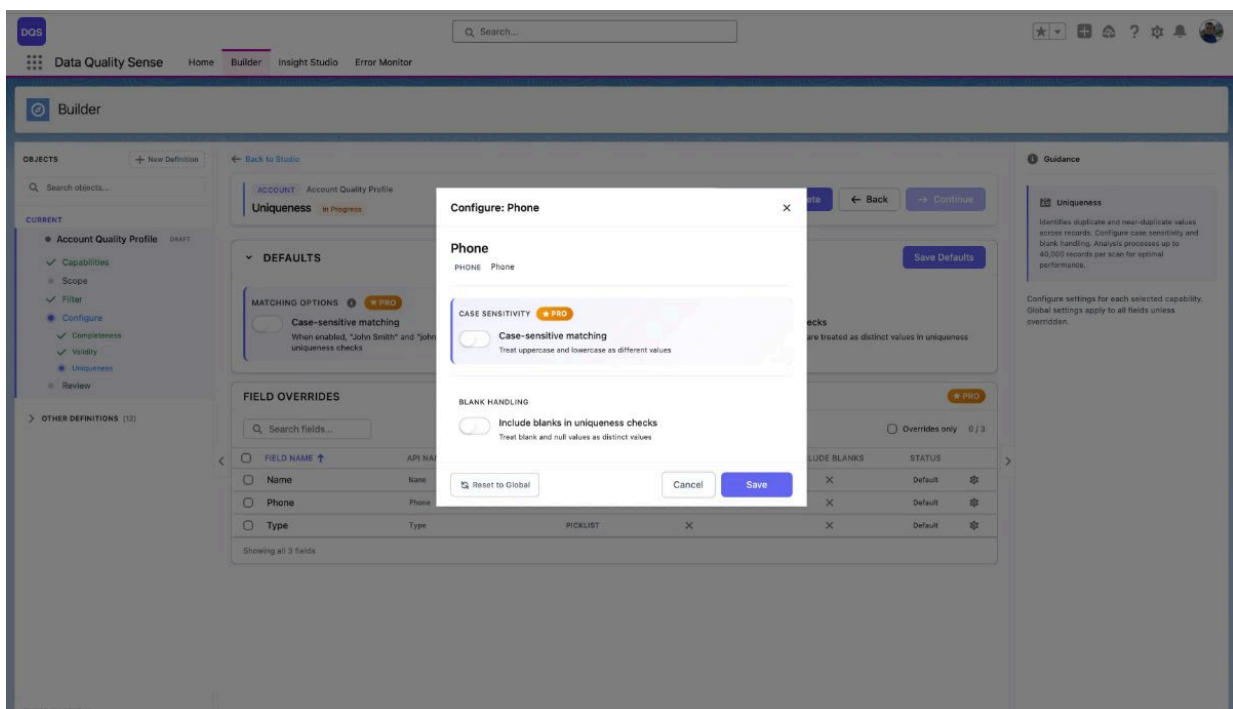 DQS
Search...
Data Quality Sense
Home
Builder
Insight Studio
Error Monitor
Builder
OBJECTS
New Definition
Search objects...
CURRENT
Account Quality Profile DRAFT
Capabilities
Scope
Filter
Configure
Completeness
Validity
Uniqueness
Review
OTHER DEFINITIONS (12)
← Back to Studio
ACCOUNT Account Quality Profile
Uniqueness In Progress
← Back
→ Continue
DEFAULTS
Save Defaults
MATCHING OPTIONS ★ PRO
Case-sensitive matching
When enabled, "John Smith" and "john
uniqueness checks
are treated as distinct values in uniqueness
FIELD OVERRIDES
★ PRO
Search fields...
Overrides only 0 / 3
FIELD NAME ↑
STATUS
Name Name Default
Phone Phone Default
Type Type PICKLIST Default
Showing all 3 fields
Configure: Phone
Phone
PHONE Phone
CASE SENSITIVITY ★ PRO
Case-sensitive matching
Treat uppercase and lowercase as different values
BLANK HANDLING
Include blanks in uniqueness checks
Treat blank and null values as distinct values
Reset to Global
Cancel
Save
Guidance
Uniqueness
Identifies duplicate and near-duplicate values
across records. Configure case sensitivity and
blank handling. Analysis processes up to
40,000 records per scan for optimal
performance.
Configure settings for each selected capability.
Global settings apply to all fields unless
overridden.